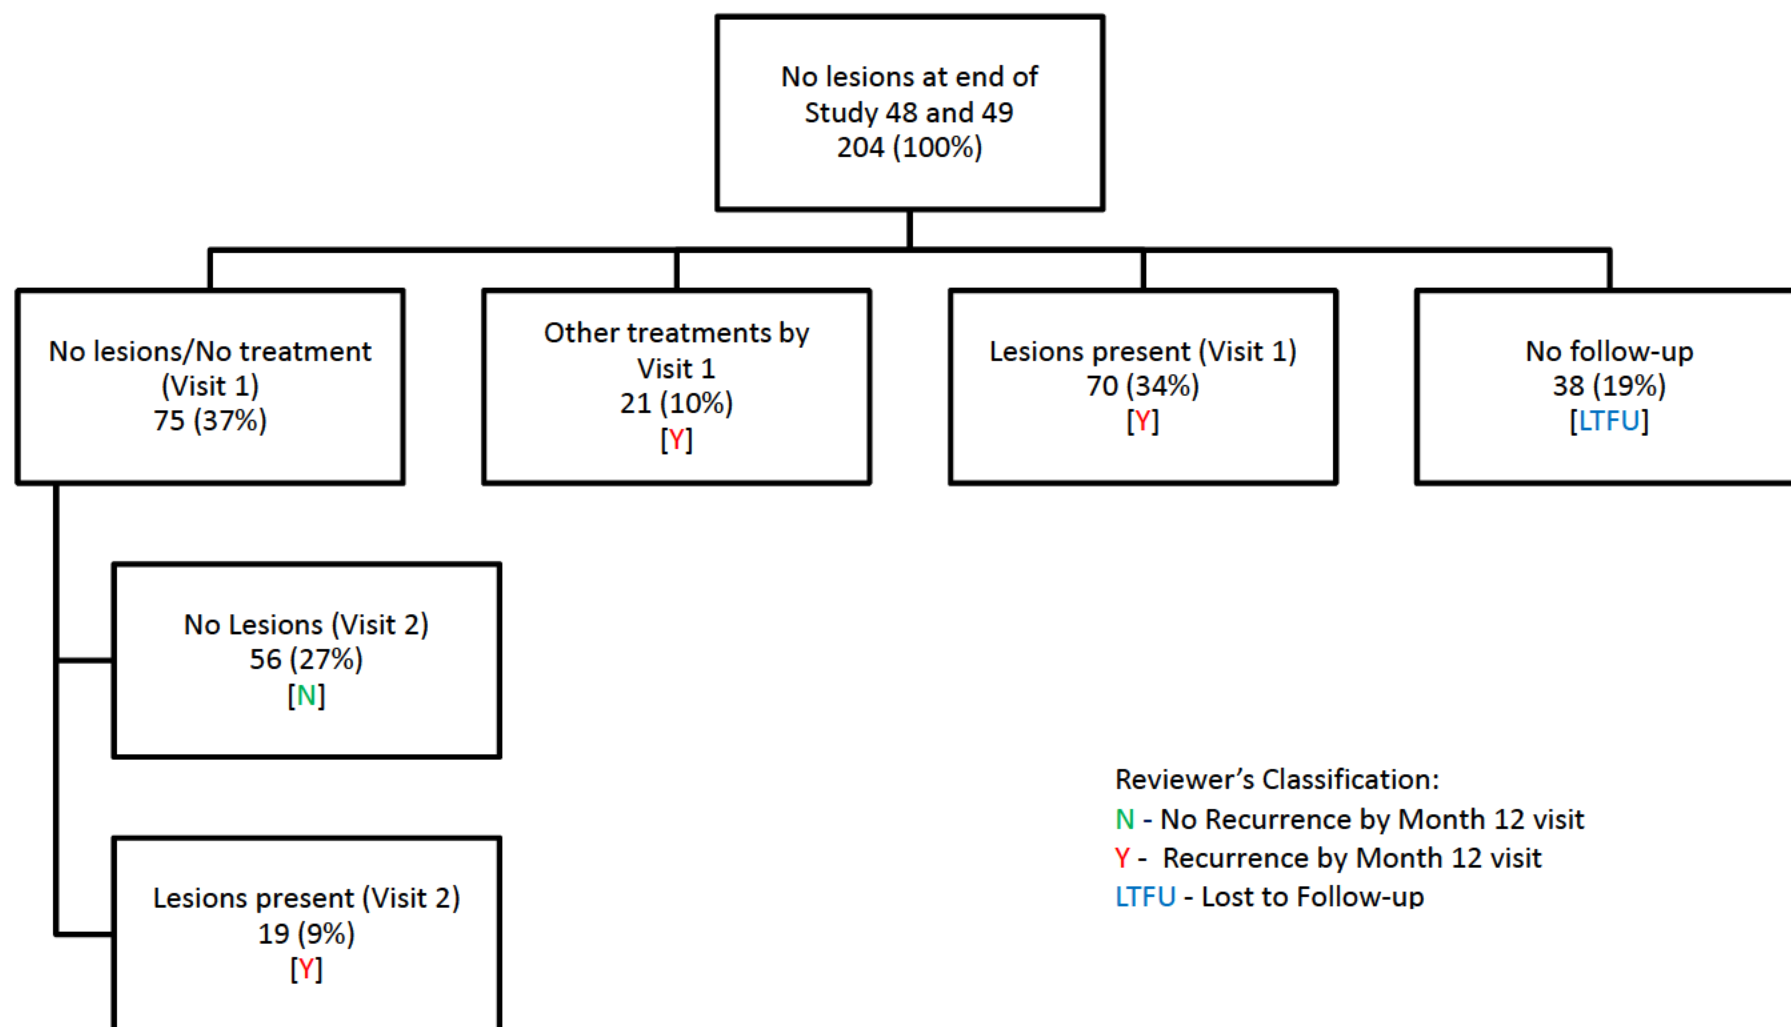 No lesions at end of
Study 48 and 49
204 (100%)
No lesions/No treatment
(Visit 1)
75 (37%)
Other treatments by
Visit 1
21 (10%)
[Y]
Lesions present (Visit 1)
70 (34%)
[Y]
No follow-up
38 (19%)
[LTFU]
No Lesions (Visit 2)
56 (27%)
[N]
Lesions present (Visit 2)
19 (9%)
[Y]
Reviewer’s Classification:
N - No Recurrence by Month 12 visit
Y -  Recurrence by Month 12 visit
LTFU - Lost to Follow-up